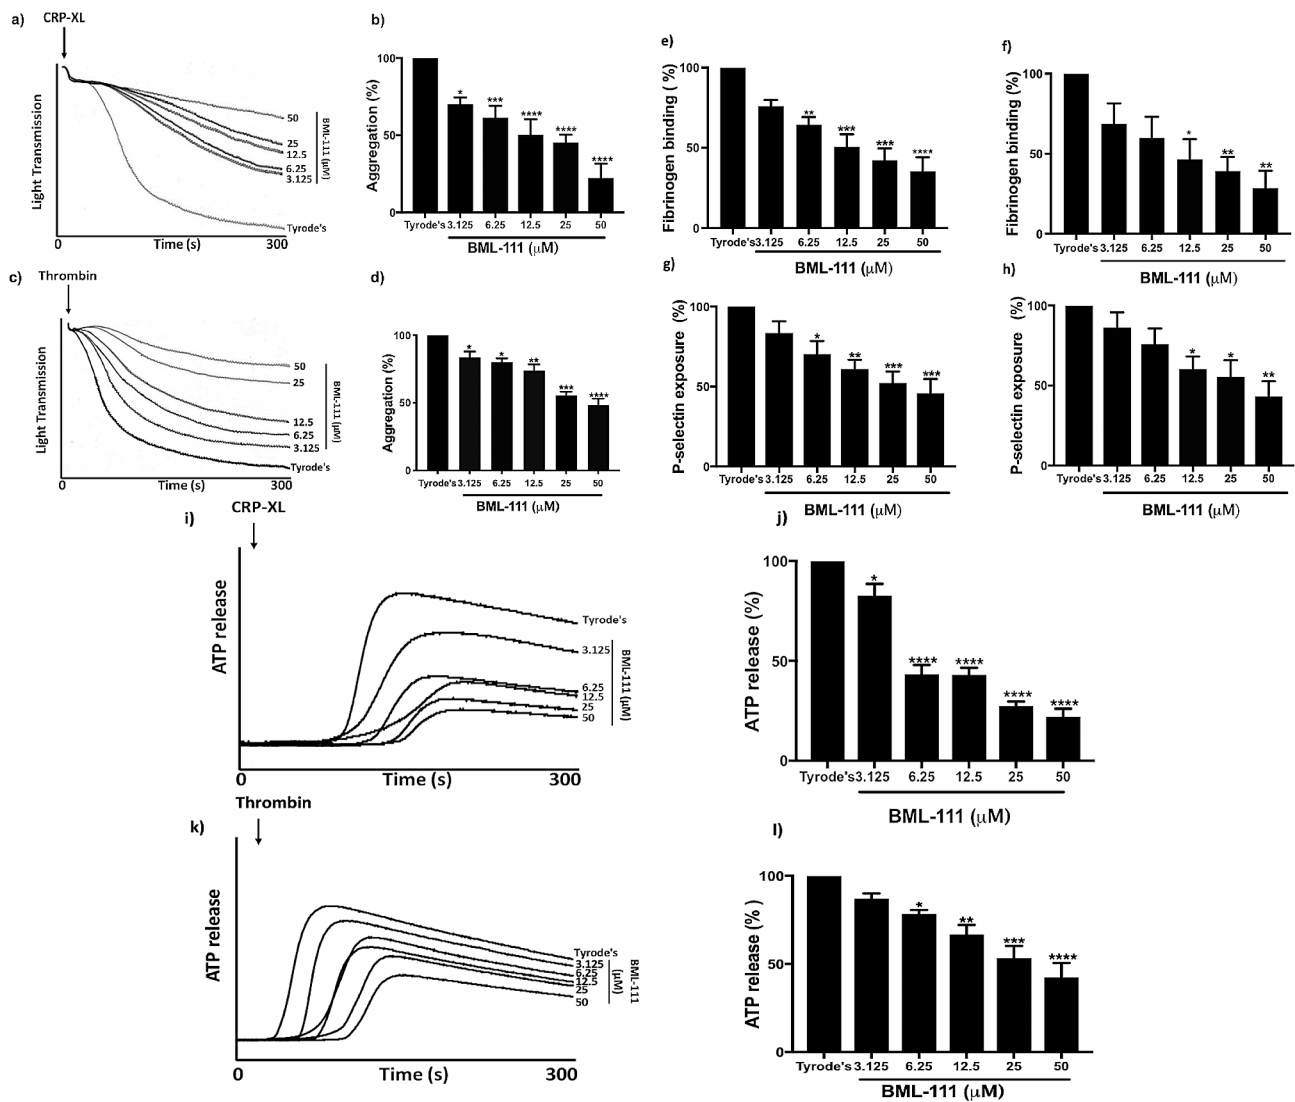 a)
CRP-XL
Light Transmission
50
25
12.5
6.25
3.125
BML-111 (µM)
Tyrode's
0
Time (s)
300
b)
Aggregation (%)
100
50
0
*
***
****
****
****
Tyrode's 3.125 6.25 12.5 25 50
BML-111 (µM)
e)
Fibrinogen binding ( %)
100
50
0
**
***
***
****
Tyrode's 3.125 6.25 12.5 25 50
BML-111 (µM)
f)
Fibrinogen binding (%)
100
50
0
*
**
**
Tyrode's 3.125 6.25 12.5 25 50
BML-111 (µM)
c)
Thrombin
Light Transmission
50
25
12.5
6.25
3.125
BML-111 (µM)
Tyrode's
0
Time (s)
300
d)
Aggregation (%)
100
50
0
*
*
**
***
****
Tyrode's 3.125 6.25 12.5 25 50
BML-111 (µM)
g)
P-selectin exposure (%)
100
50
0
*
**
***
***
Tyrode's 3.125 6.25 12.5 25 50
BML-111 (µM)
h)
P-selectin exposure (%)
100
50
0
*
*
**
Tyrode's 3.125 6.25 12.5 25 50
BML-111 (µM)
i)
CRP-XL
ATP release
Tyrode's
3.125
6.25
12.5
25
50
BML-111 (µM)
0
Time (s)
300
j)
ATP release (%)
100
50
0
*
****
****
****
****
Tyrode's 3.125 6.25 12.5 25 50
BML-111 (µM)
k)
Thrombin
ATP release
Tyrode's
3.125
6.25
12.5
25
50
BML-111
(µM)
0
Time (s)
300
l)
ATP release (% )
100
50
0
*
**
***
****
Tyrode's 3.125 6.25 12.5 25 50
BML-111 (µM)